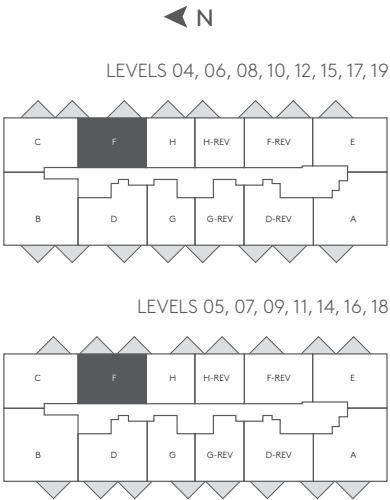 N
LEVELS 04, 06, 08, 10, 12, 15, 17, 19
C F H H-REV F-REV E
B D G G-REV D-REV A
LEVELS 05, 07, 09, 11, 14, 16, 18
C F H H-REV F-REV E
B D G G-REV D-REV A